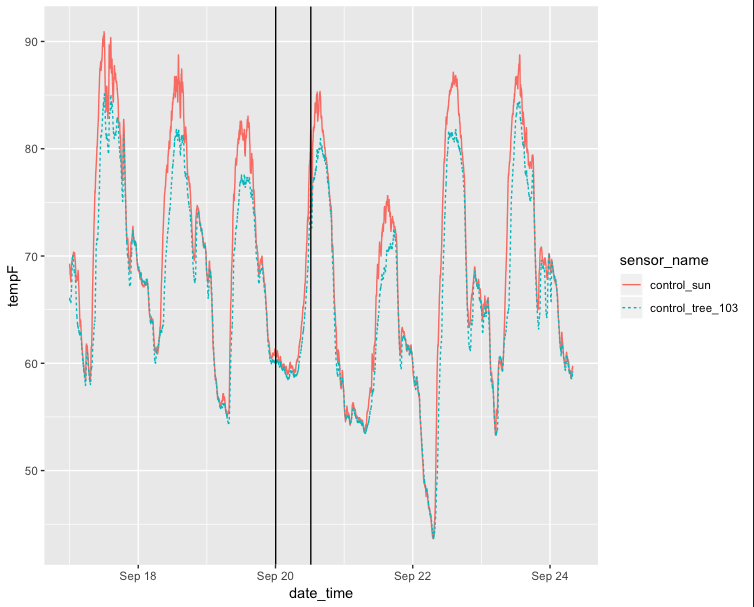 90
80
70
60
50
tempF
Sep 18
Sep 20
Sep 22
Sep 24
date_time
sensor_name
control_sun
control_tree_103